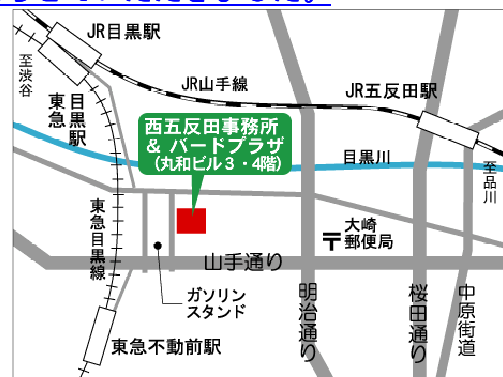 JR目黒駅
至渋谷
東急
目黒駅
JR山手線
JR五反田駅
西五反田事務所
& バードプラザ
(丸和ビル3・4階)
目黒川
至品川
東急目黒線
大崎
郵便局
山手通り
ガソリン
スタンド
明治通り
桜田通り
中原街道
東急不動前駅